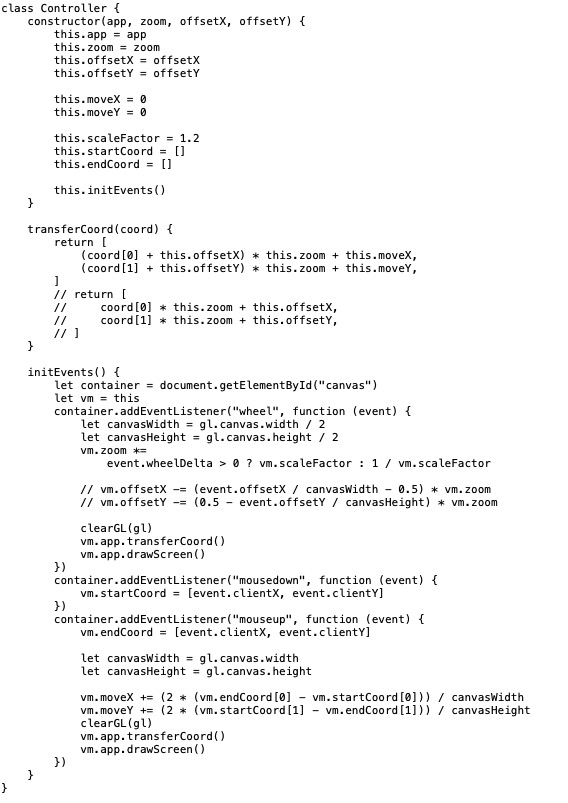 class Controller {
    constructor(app, zoom, offsetX, offsetY) {
        this.app = app
        this.zoom = zoom
        this.offsetX = offsetX
        this.offsetY = offsetY

        this.moveX = 0
        this.moveY = 0

        this.scaleFactor = 1.2
        this.startCoord = []
        this.endCoord = []

        this.initEvents()
    }

    transferCoord(coord) {
        return [
            (coord[0] + this.offsetX) * this.zoom + this.moveX,
            (coord[1] + this.offsetY) * this.zoom + this.moveY,
        ]
        // return [
        //     coord[0] * this.zoom + this.offsetX,
        //     coord[1] * this.zoom + this.offsetY,
        // ]
    }

    initEvents() {
        let container = document.getElementById("canvas")
        let vm = this
        container.addEventListener("wheel", function (event) {
            let canvasWidth = gl.canvas.width / 2
            let canvasHeight = gl.canvas.height / 2
            vm.zoom *=
                event.wheelDelta > 0 ? vm.scaleFactor : 1 / vm.scaleFactor

            // vm.offsetX -= (event.offsetX / canvasWidth - 0.5) * vm.zoom
            // vm.offsetY -= (0.5 - event.offsetY / canvasHeight) * vm.zoom

            clearGL(gl)
            vm.app.transferCoord()
            vm.app.drawScreen()
        })
        container.addEventListener("mousedown", function (event) {
            vm.startCoord = [event.clientX, event.clientY]
        })
        container.addEventListener("mouseup", function (event) {
            vm.endCoord = [event.clientX, event.clientY]

            let canvasWidth = gl.canvas.width
            let canvasHeight = gl.canvas.height

            vm.moveX += (2 * (vm.endCoord[0] - vm.startCoord[0])) / canvasWidth
            vm.moveY += (2 * (vm.startCoord[1] - vm.endCoord[1])) / canvasHeight
            clearGL(gl)
            vm.app.transferCoord()
            vm.app.drawScreen()
        })
    }
}